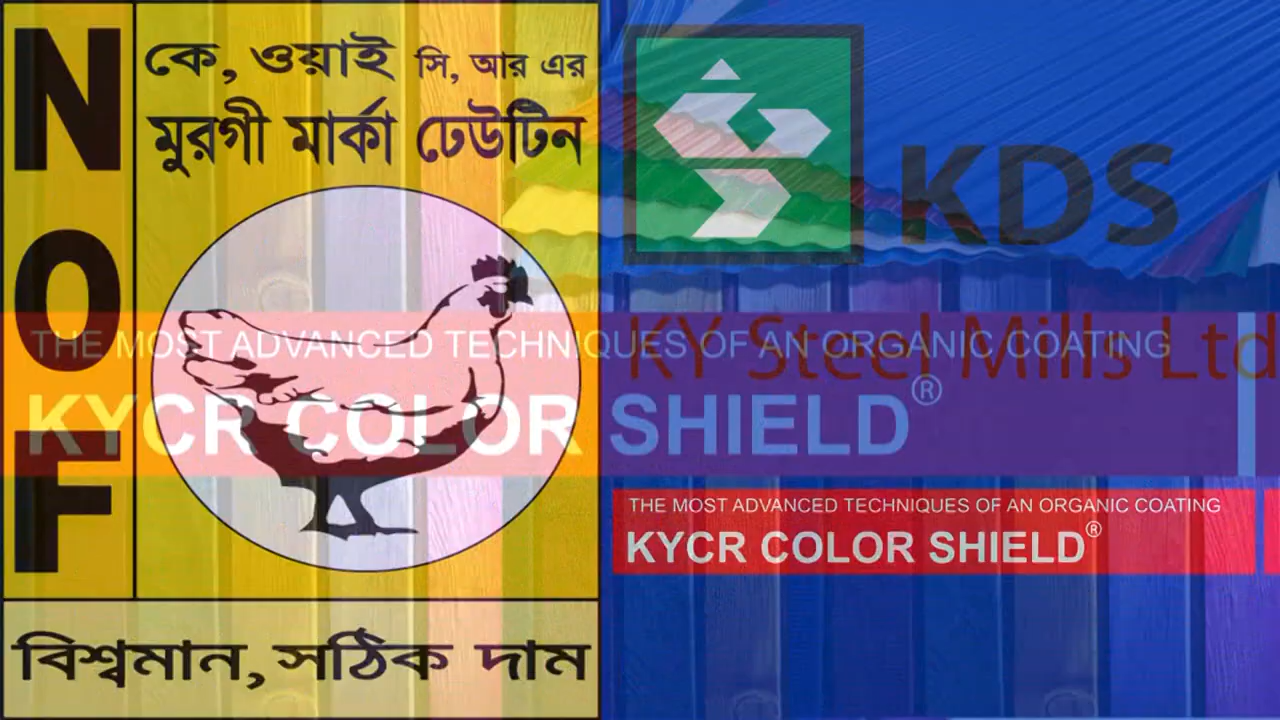 NOF
কে, ওয়াই সি, আর এর
মুরগী মার্কা ঢেউটিন
বিশ্বমান, সঠিক দাম
KDS
KY Steel Mills Ltd
THE MOST ADVANCED TECHNIQUES OF AN ORGANIC COATING
KYCR COLOR SHIELD®
THE MOST ADVANCED TECHNIQUES OF AN ORGANIC COATING
KYCR COLOR SHIELD®